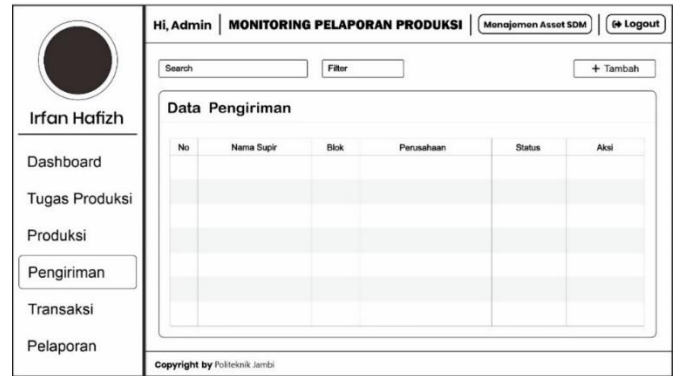 Hi, Admin | MONITORING PELAPORAN PRODUKSI | Manajemen Asset SDM | Logout
Irfan Hafizh
Dashboard
Tugas Produksi
Produksi
Pengiriman
Transaksi
Pelaporan
Search Filter + Tambah
Data Pengiriman
No Nama Supir Blok Perusahaan Status Aksi
Copyright by Politeknik Jambi